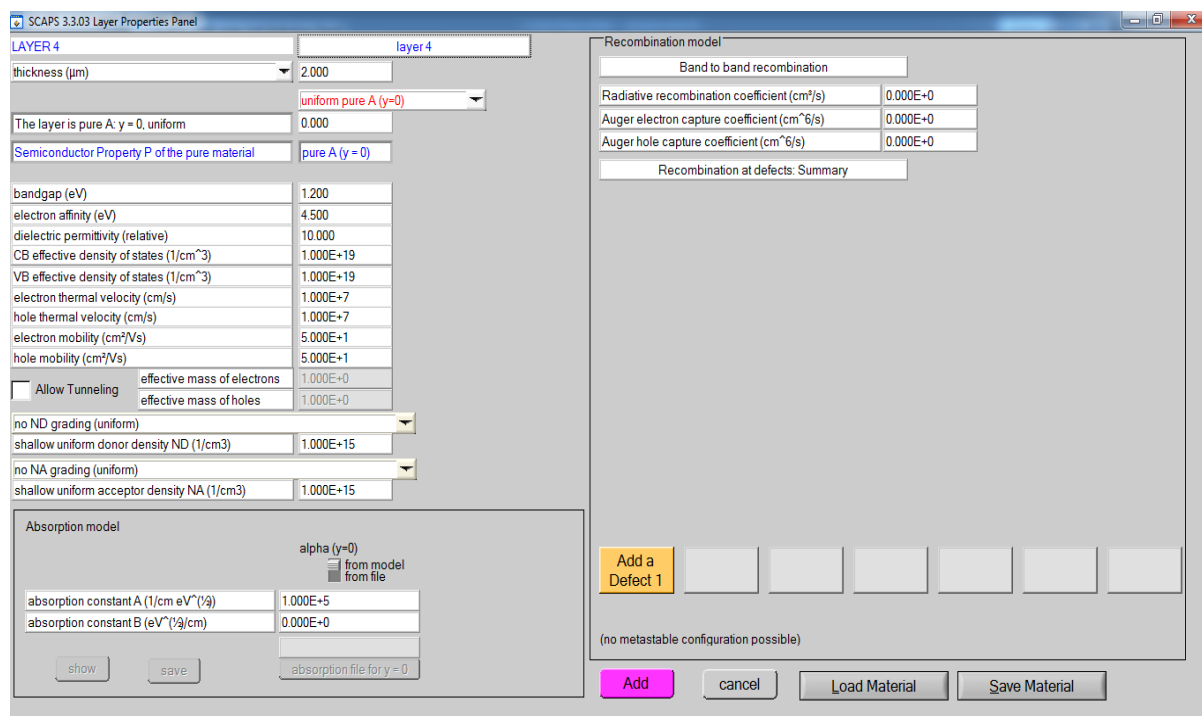 SCAPS 3.3.03 Layer Properties Panel
LAYER 4
layer 4
thickness (µm)
2.000
uniform pure A (y=0)
The layer is pure A: y = 0, uniform
0.000
Semiconductor Property P of the pure material
pure A (y = 0)
bandgap (eV)
1.200
electron affinity (eV)
4.500
dielectric permittivity (relative)
10.000
CB effective density of states (1/cm^3)
1.000E+19
VB effective density of states (1/cm^3)
1.000E+19
electron thermal velocity (cm/s)
1.000E+7
hole thermal velocity (cm/s)
1.000E+7
electron mobility (cm²/Vs)
5.000E+1
hole mobility (cm²/Vs)
5.000E+1
Allow Tunneling
effective mass of electrons
1.000E+0
effective mass of holes
1.000E+0
no ND grading (uniform)
shallow uniform donor density ND (1/cm3)
1.000E+15
no NA grading (uniform)
shallow uniform acceptor density NA (1/cm3)
1.000E+15
Absorption model
alpha (y=0)
from model
from file
absorption constant A (1/cm eV^(½))
1.000E+5
absorption constant B (eV^(½)/cm)
0.000E+0
show
save
absorption file for y = 0
Recombination model
Band to band recombination
Radiative recombination coefficient (cm³/s)
0.000E+0
Auger electron capture coefficient (cm^6/s)
0.000E+0
Auger hole capture coefficient (cm^6/s)
0.000E+0
Recombination at defects: Summary
Add a
Defect 1
(no metastable configuration possible)
Add
cancel
Load Material
Save Material